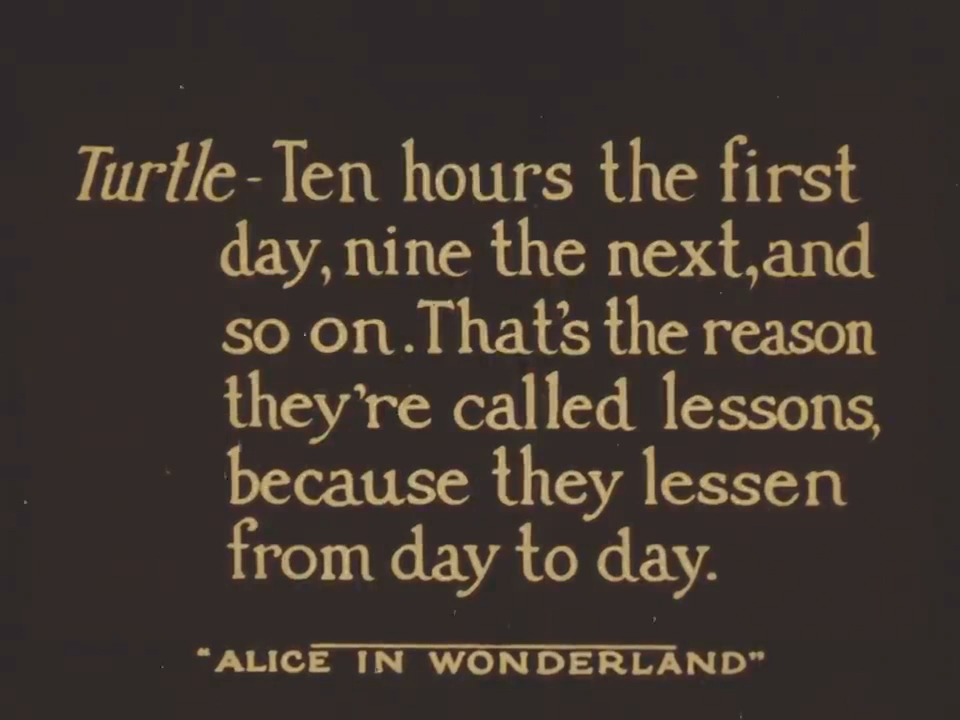 Turtle - Ten hours the first
day, nine the next, and
so on. That's the reason
they're called lessons,
because they lessen
from day to day.
"ALICE IN WONDERLAND"